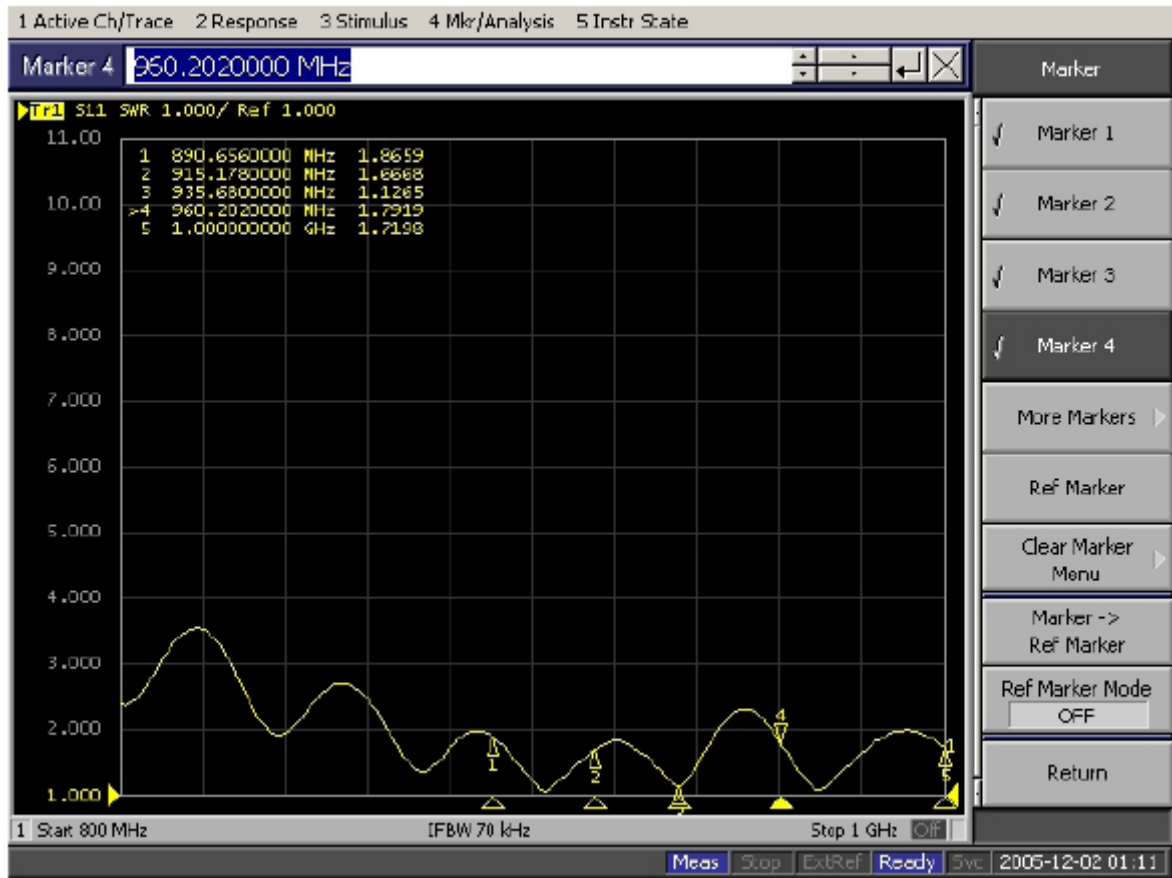 1 Active Ch/Trace 2 Response 3 Stimulus 4 Mkr/Analysis 5 Instr State
Marker 4 960.2020000 MHz
Marker
Tr1 S11 SWR 1.000/ Ref 1.000
11.00
1 890.6560000 MHz 1.8659
2 915.1780000 MHz 1.6668
3 935.6800000 MHz 1.1265
>4 960.2020000 MHz 1.7919
5 1.000000000 GHz 1.7198
10.00
9.000
8.000
7.000
6.000
5.000
4.000
3.000
2.000
1.000
1
2
4
5
Marker 1
Marker 2
Marker 3
Marker 4
More Markers
Ref Marker
Clear Marker
Menu
Marker ->
Ref Marker
Ref Marker Mode
OFF
Return
1 Start 800 MHz IFBW 70 kHz Stop 1 GHz Off
Meas Stop ExtRef Ready Svc 2005-12-02 01:11